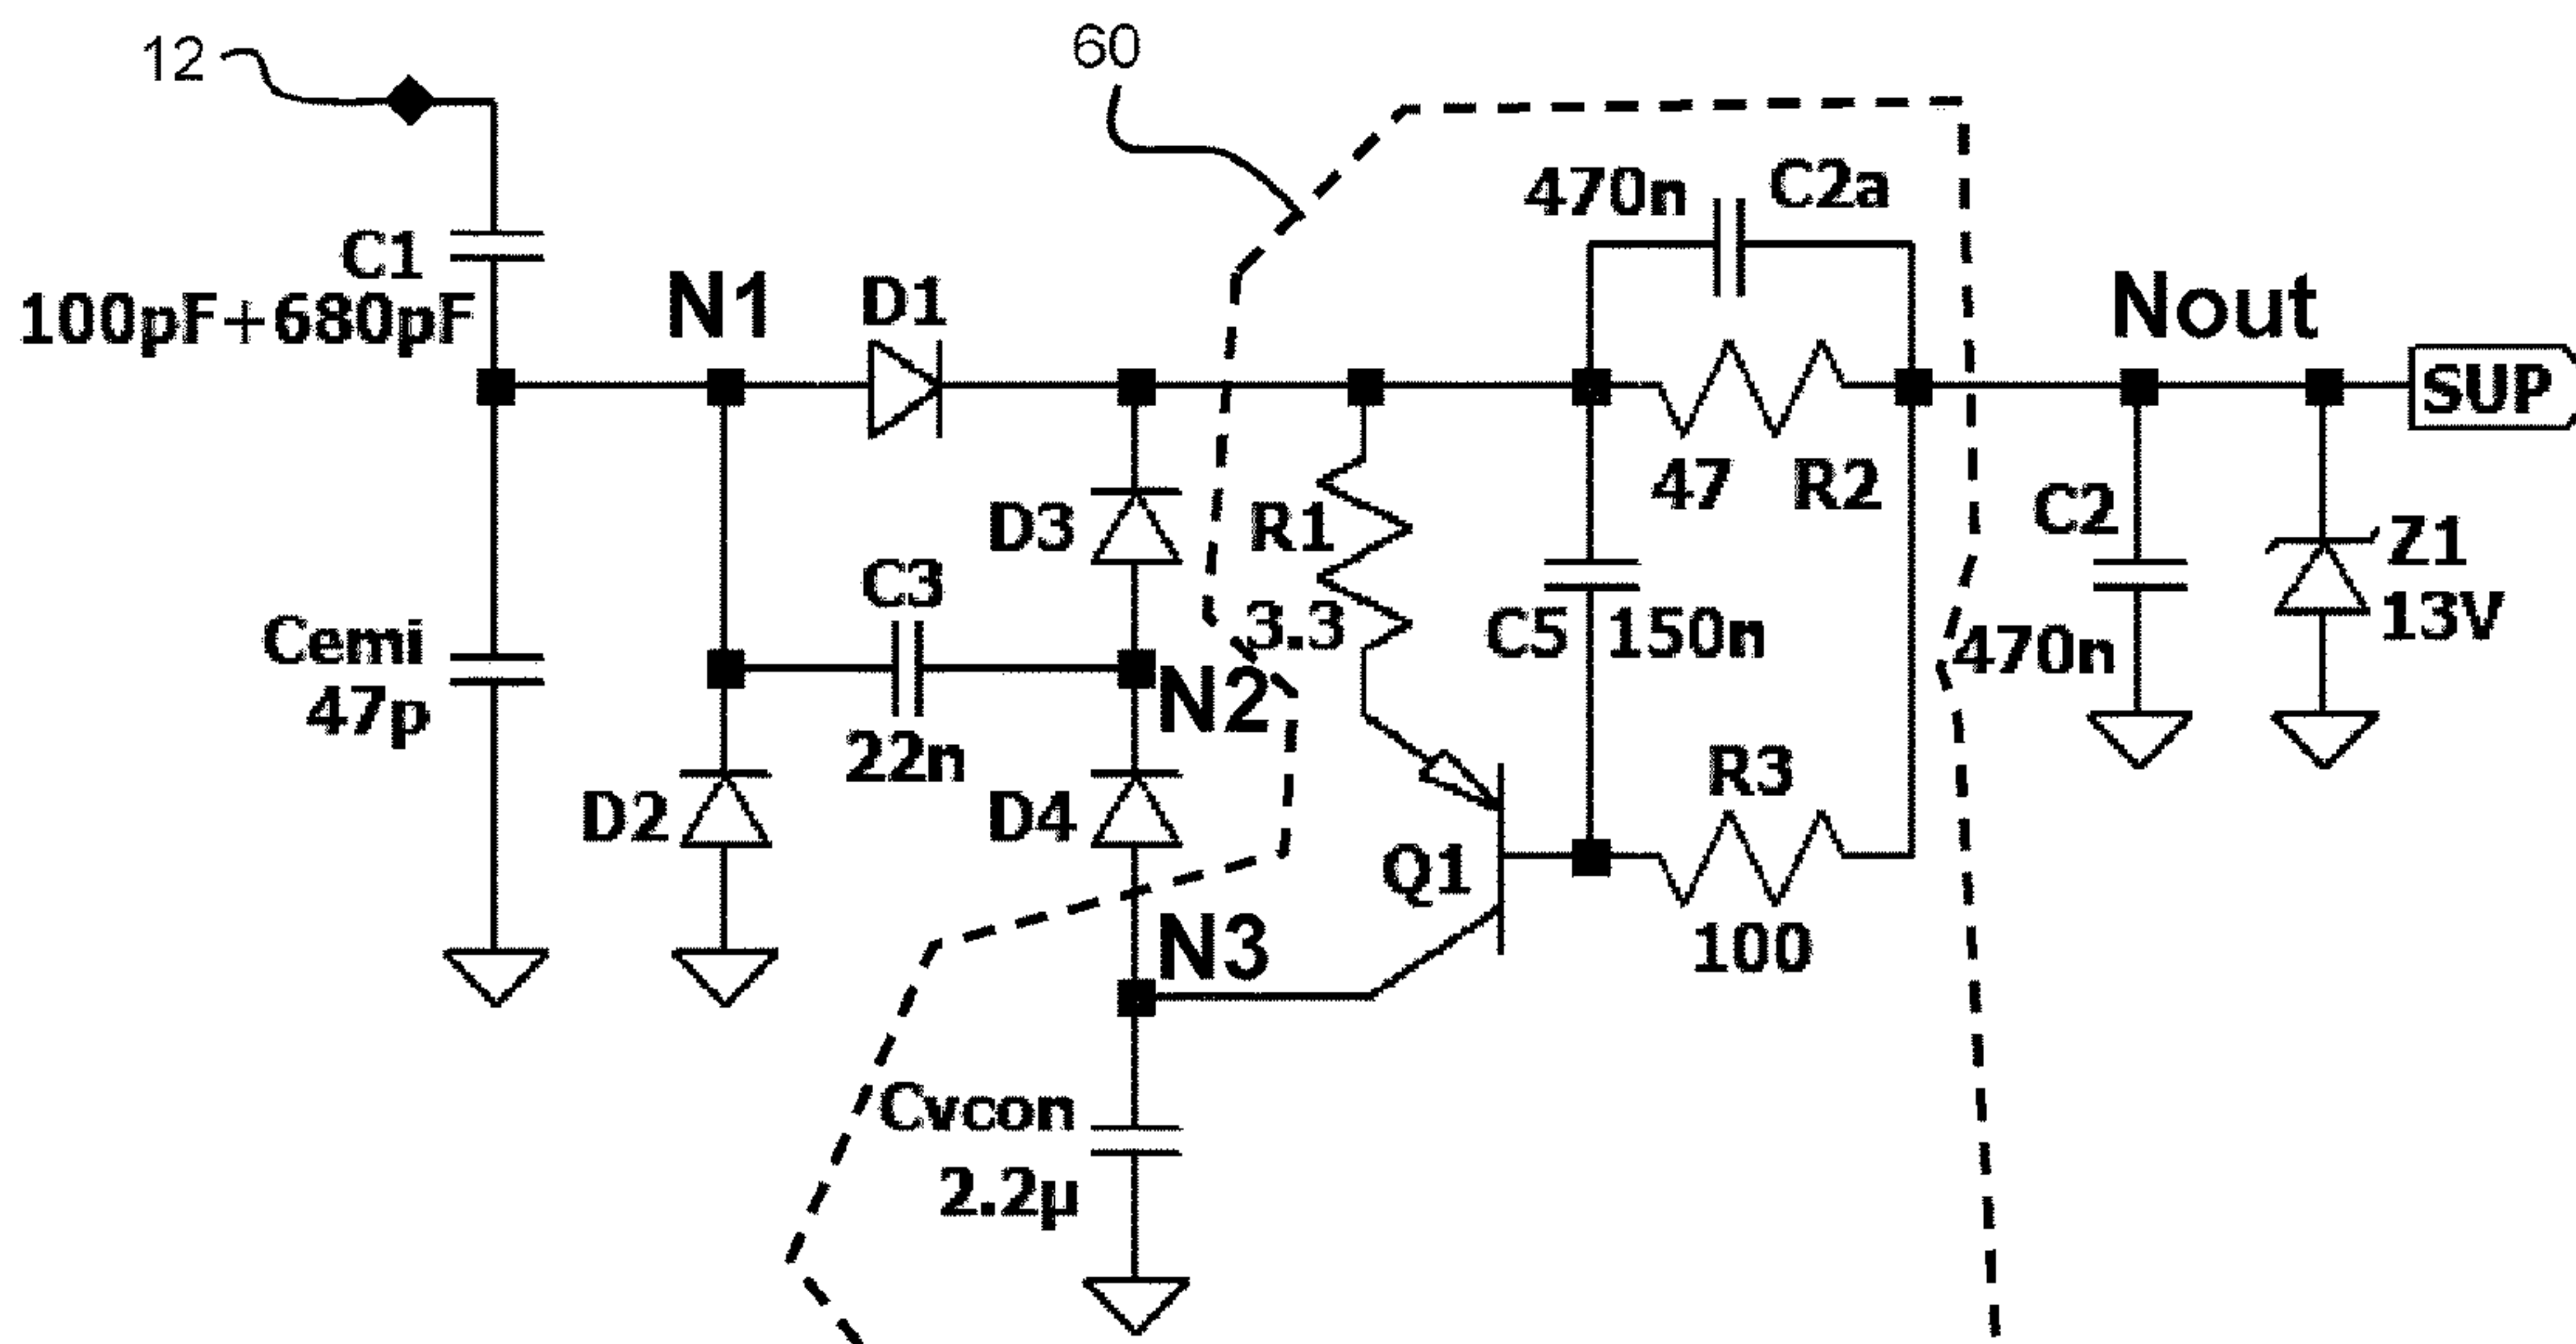 12
60
470n
C2a
C1
100pF+680pF
N1
D1
Nout
SUP
47
R2
D3
R1
3.3
C3
22n
C5
150n
C2
470n
Z1
13V
Cemi
47p
N2
D2
D4
R3
100
Q1
N3
Cvcon
2.2µ